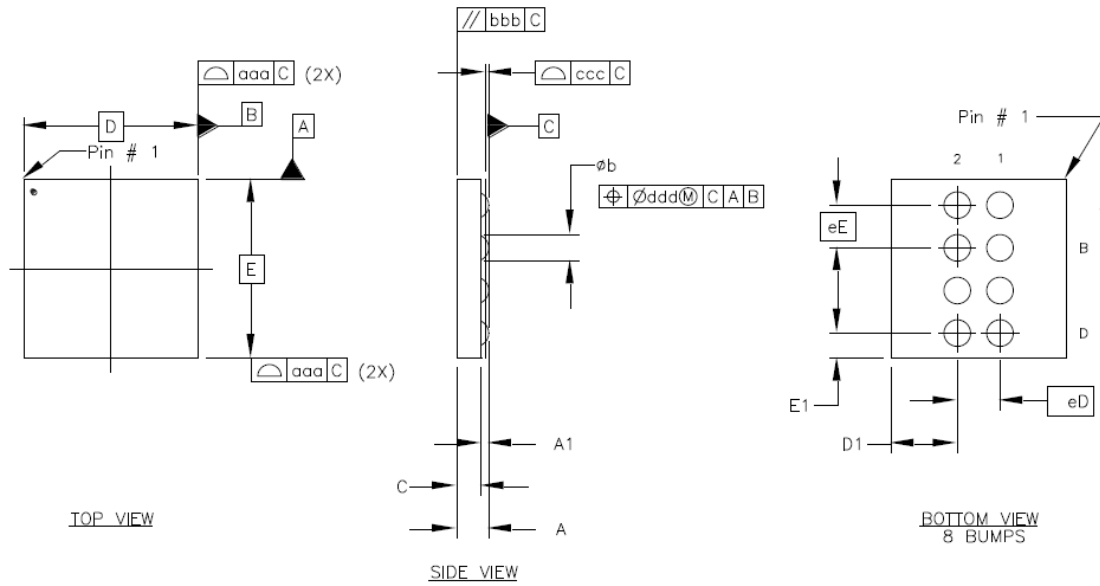 // bbb C
⌓ aaa C (2X)
⌓ ccc C
D
B
A
C
Pin # 1
Pin # 1
øb
2 1
⌖ Øddd Ⓜ C A B
eE
B
E
D
⌓ aaa C (2X)
E1
eD
A1
D1
C
A
TOP VIEW
BOTTOM VIEW
8 BUMPS
SIDE VIEW